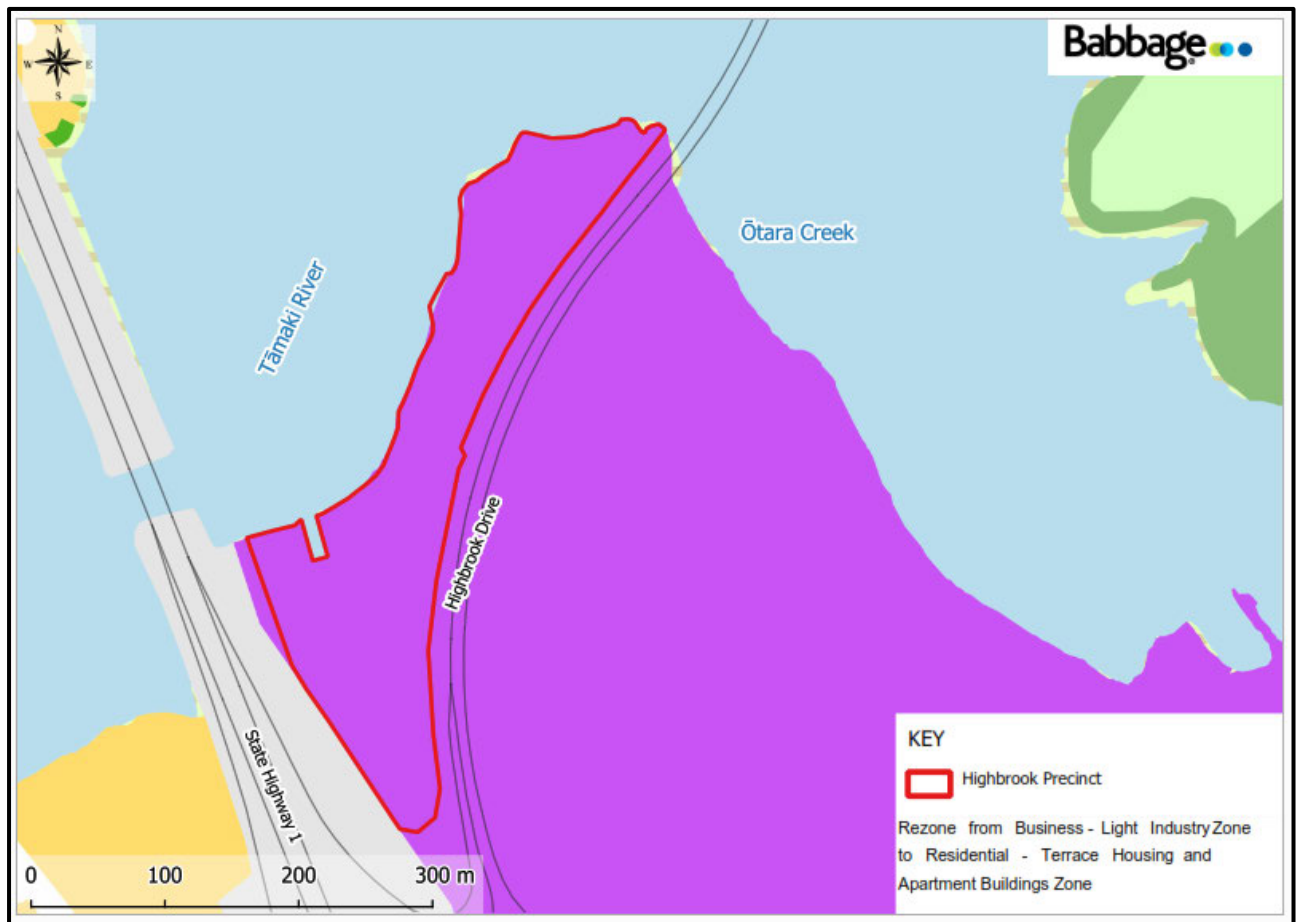 N
W E
S
Babbage
Ōtara Creek
Tāmaki River
Highbrook Drive
State Highway 1
KEY
Highbrook Precinct
Rezone from Business - Light Industry Zone
to Residential - Terrace Housing and
Apartment Buildings Zone
0 100 200 300 m